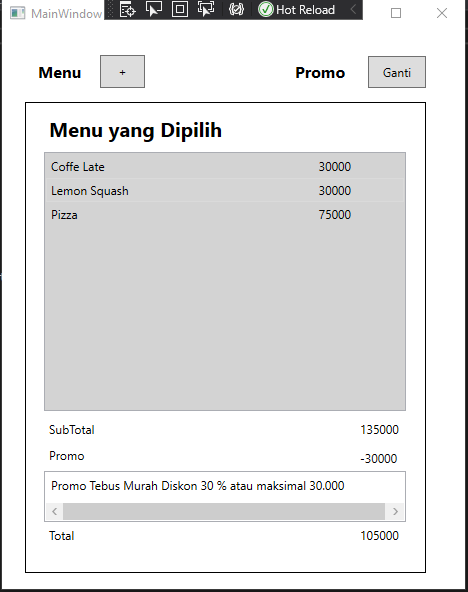 MainWindow
Hot Reload
Menu + Promo Ganti
Menu yang Dipilih
Coffe Late 30000
Lemon Squash 30000
Pizza 75000
SubTotal 135000
Promo -30000
Promo Tebus Murah Diskon 30 % atau maksimal 30.000
Total 105000